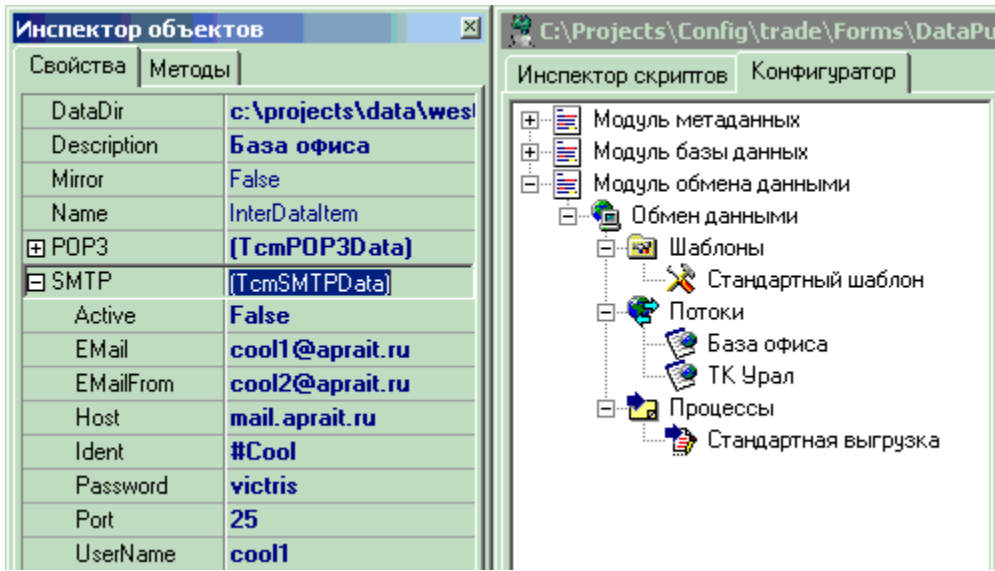 Инспектор объектов
Свойства Методы
DataDir c:\projects\data\west
Description База офиса
Mirror False
Name InterDataItem
POP3 (TcmPOP3Data)
SMTP (TcmSMTPData)
Active False
EMail cool1@aprait.ru
EMailFrom cool2@aprait.ru
Host mail.aprait.ru
Ident #Cool
Password victris
Port 25
UserName cool1
C:\Projects\Config\trade\Forms\DataPu
Инспектор скриптов Конфигуратор
Модуль метаданных
Модуль базы данных
Модуль обмена данными
Обмен данными
Шаблоны
Стандартный шаблон
Потоки
База офиса
ТК Урал
Процессы
Стандартная выгрузка